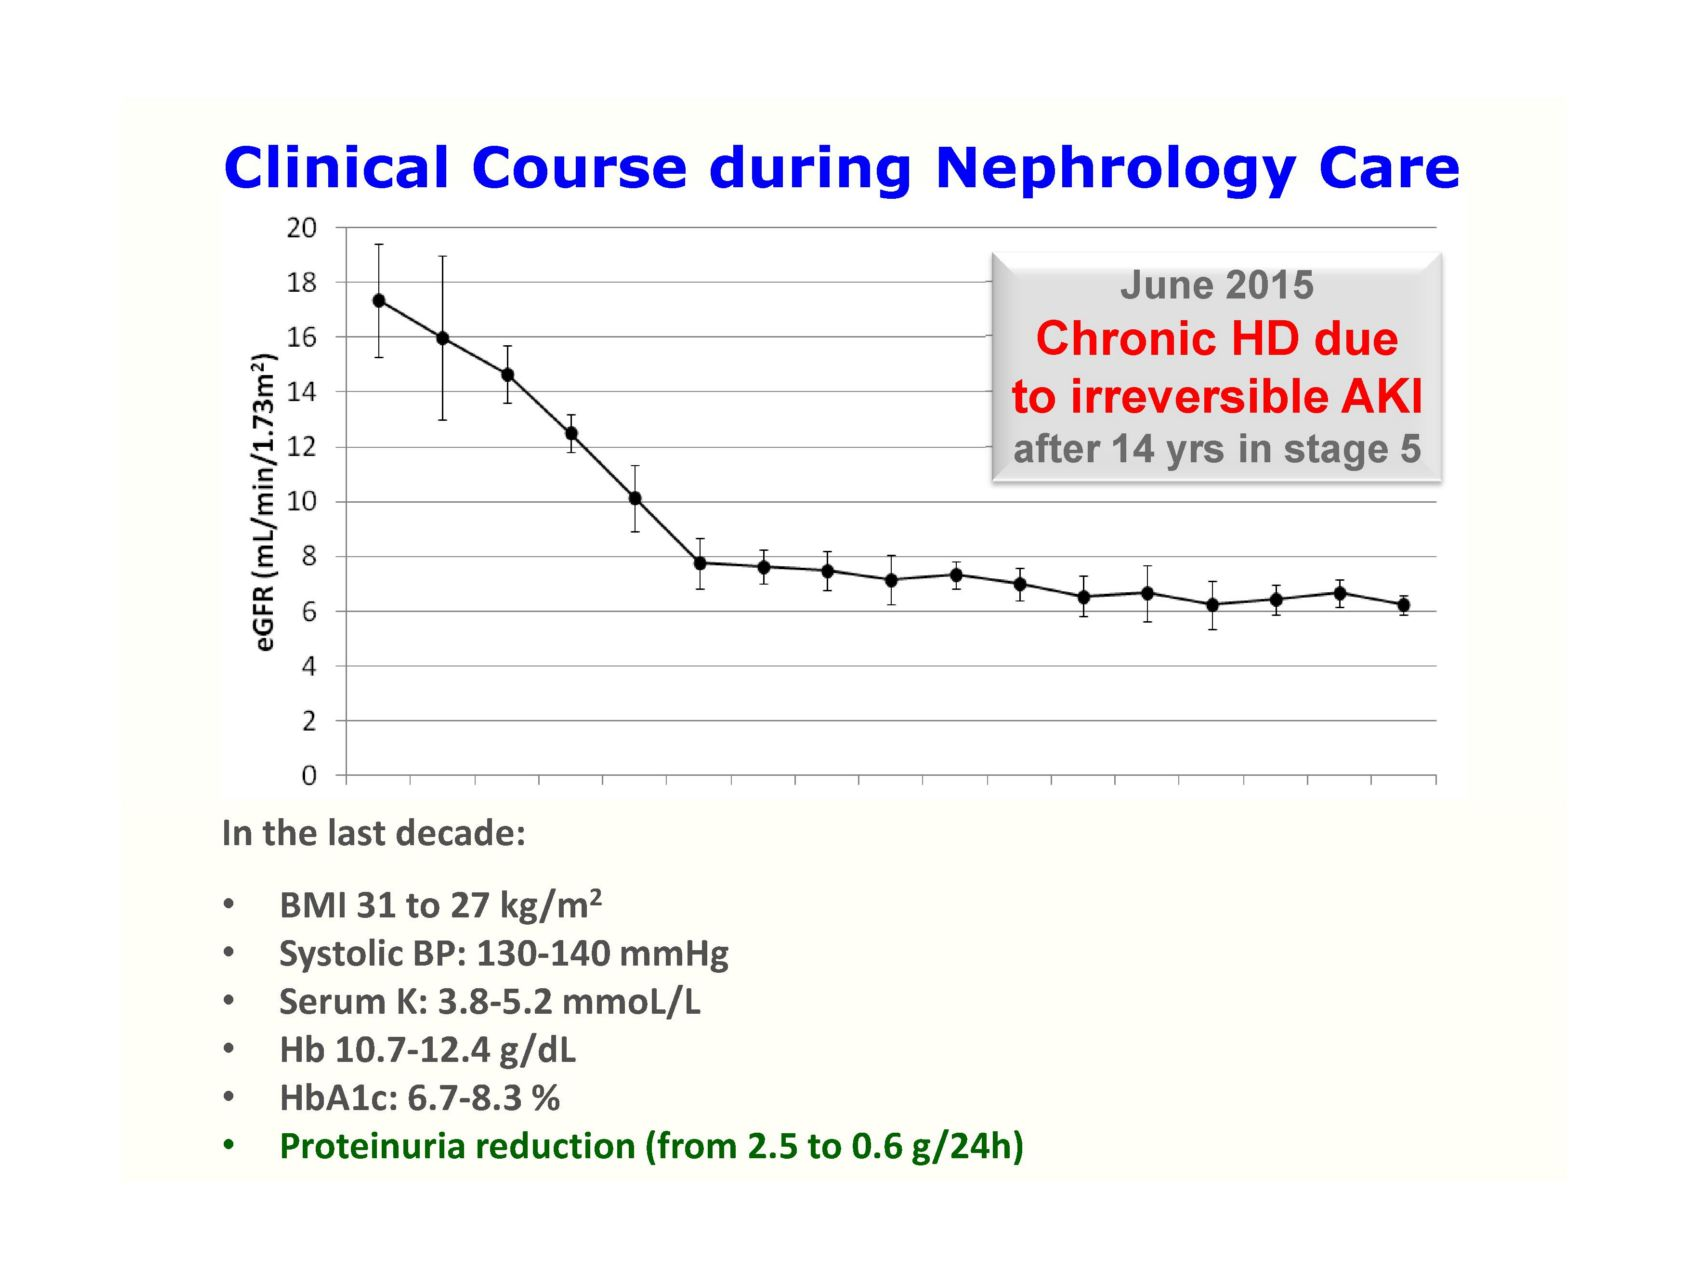 Clinical Course during Nephrology Care
20
18
16
14
12
10
8
6
4
2
0
eGFR (mL/min/1.73m²)
June 2015
Chronic HD due
to irreversible AKI
after 14 yrs in stage 5
In the last decade:
• BMI 31 to 27 kg/m²
• Systolic BP: 130-140 mmHg
• Serum K: 3.8-5.2 mmoL/L
• Hb 10.7-12.4 g/dL
• HbA1c: 6.7-8.3 %
• Proteinuria reduction (from 2.5 to 0.6 g/24h)